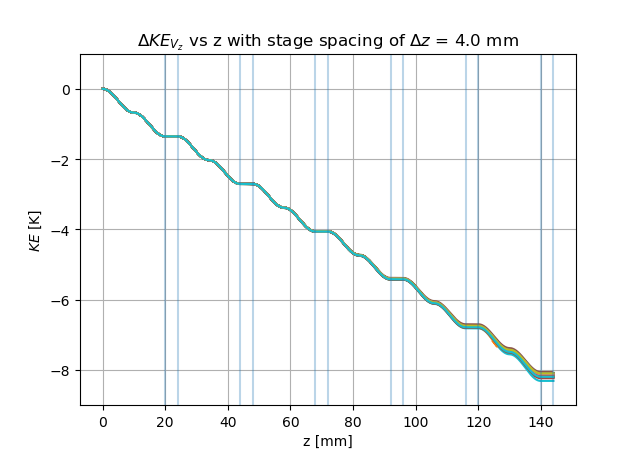 ΔKE_{V_z} vs z with stage spacing of Δz = 4.0 mm
0
−2
−4
−6
−8
KE [K]
0 20 40 60 80 100 120 140
z [mm]